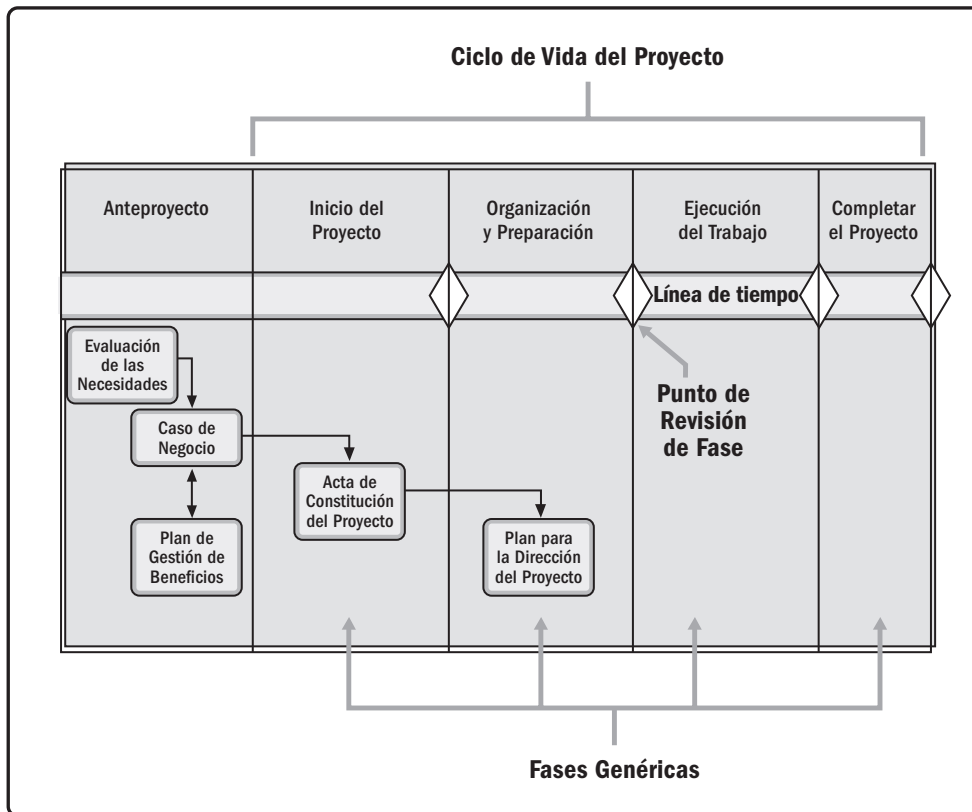 Ciclo de Vida del Proyecto
Anteproyecto
Inicio del
Proyecto
Organización
y Preparación
Ejecución
del Trabajo
Completar
el Proyecto
Línea de tiempo
Evaluación
de las
Necesidades
Caso de
Negocio
Plan de
Gestión de
Beneficios
Acta de
Constitución
del Proyecto
Plan para
la Dirección
del Proyecto
Punto de
Revisión
de Fase
Fases Genéricas